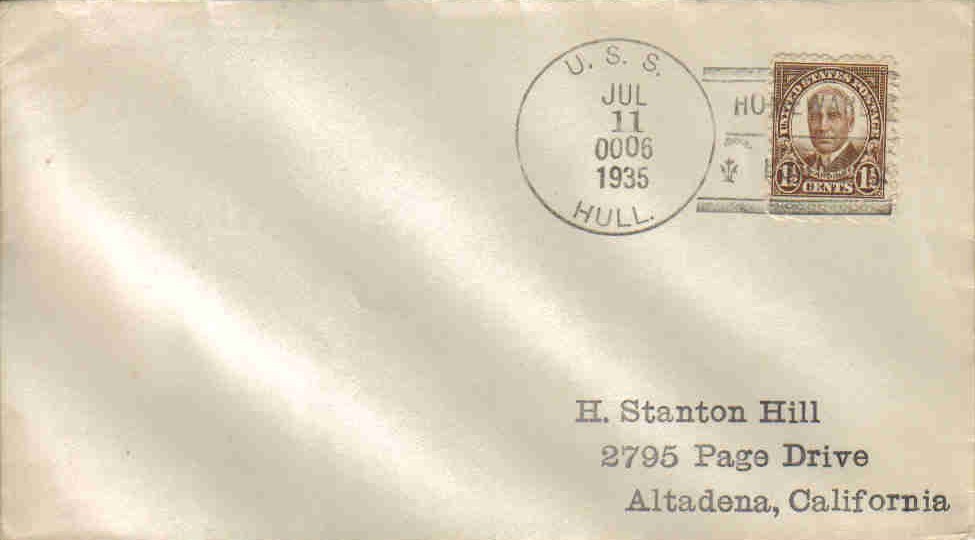 U. S. S.
JUL
11
0006
1935
HULL.
UNITED STATES POSTAGE
1½ CENTS 1½
H. Stanton Hill
2795 Page Drive
Altadena, California